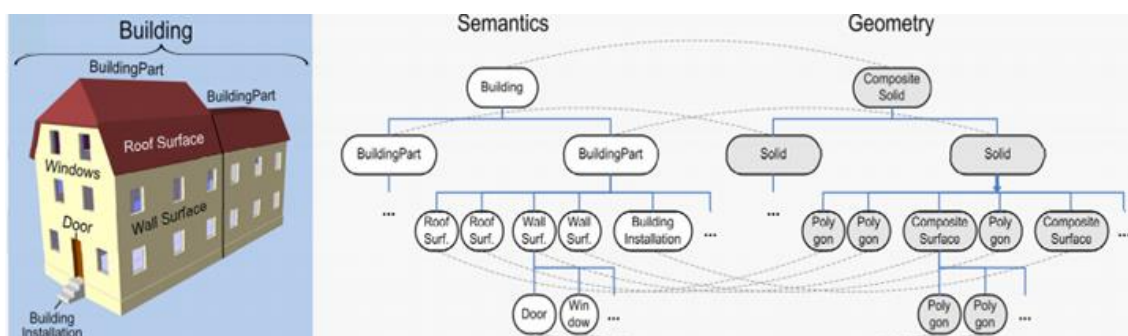 Building
BuildingPart
BuildingPart
Roof Surface
Windows
Wall Surface
Door
Building
Installation
Semantics
Geometry
Building
Composite
Solid
BuildingPart
BuildingPart
Solid
Solid
...
Roof
Surf.
Roof
Surf.
Wall
Surf.
Wall
Surf.
Building
Installation
...
...
Poly
gon
Poly
gon
Composite
Surface
Poly
gon
Composite
Surface
...
Door
Win
dow
...
Poly
gon
Poly
gon
...